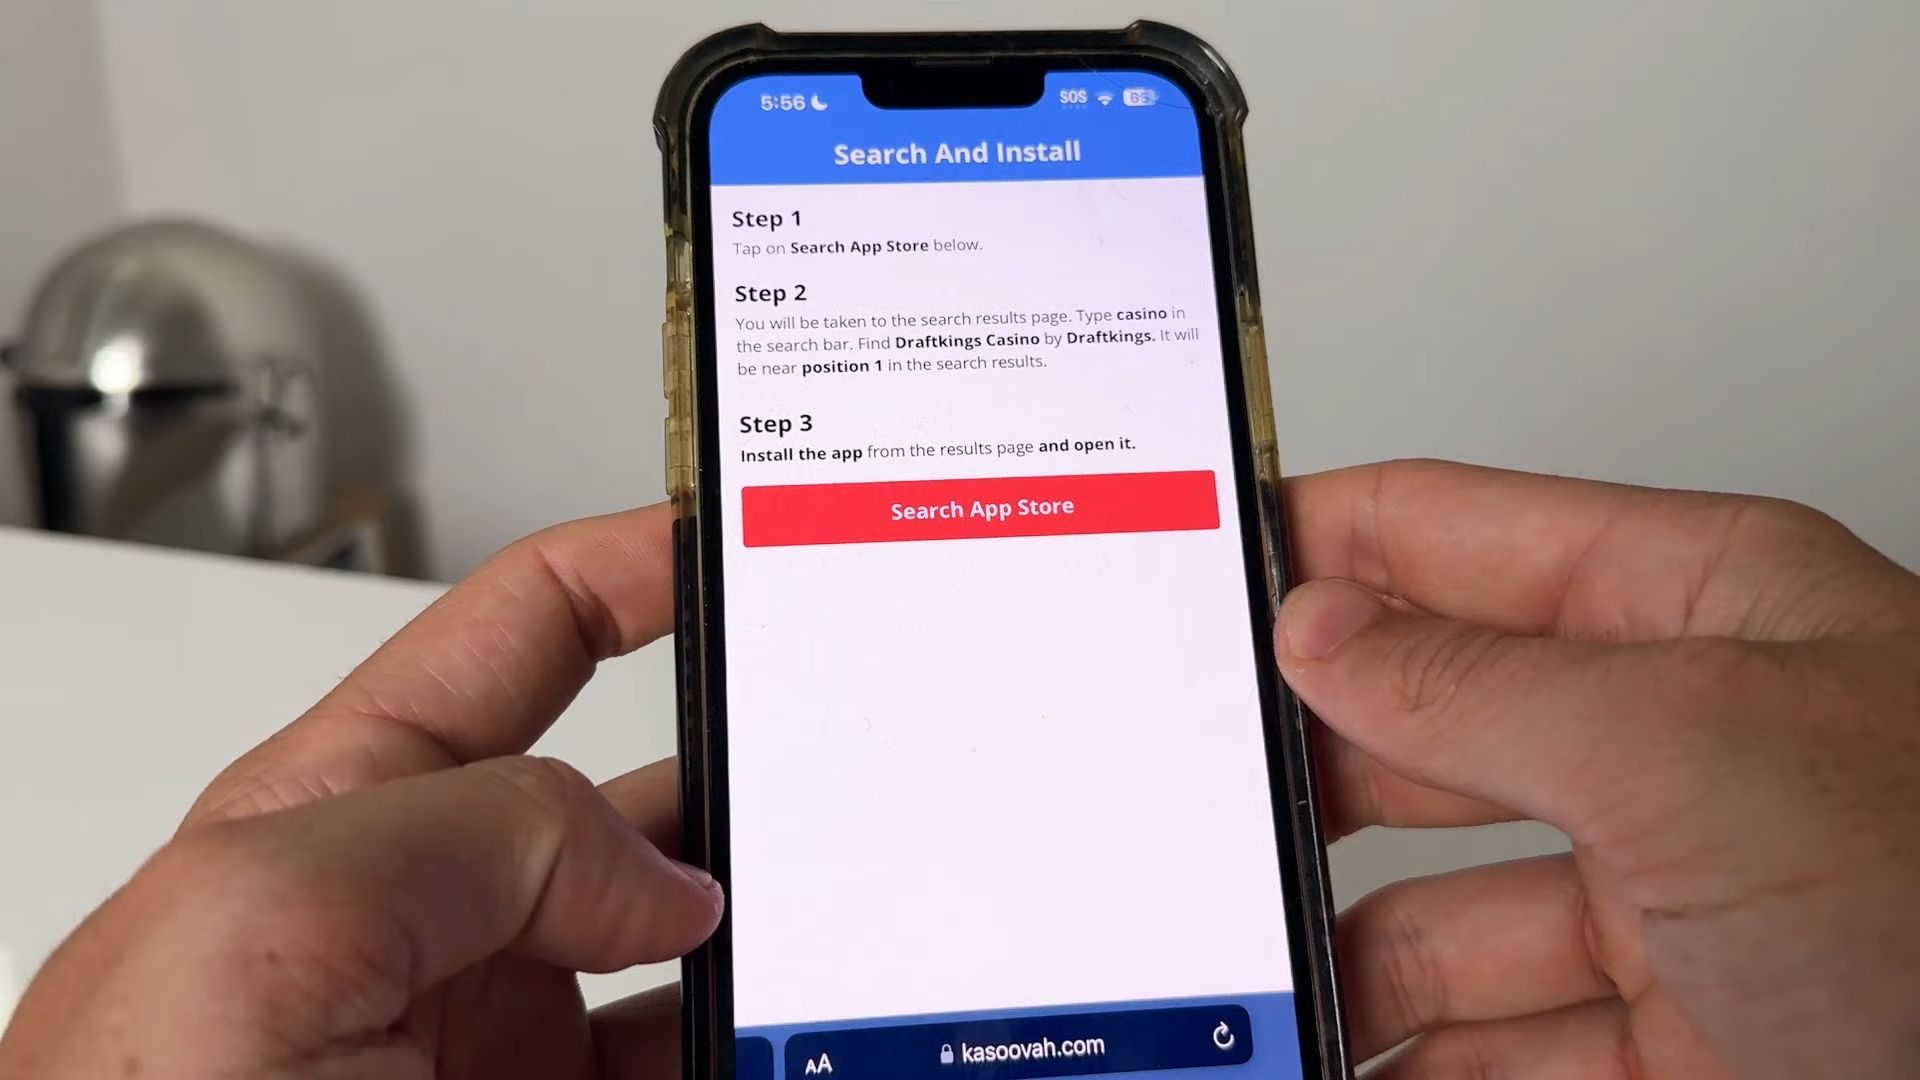 5:56
SOS
65
Search And Install
Step 1
Tap on Search App Store below.
Step 2
You will be taken to the search results page. Type casino in
the search bar. Find Draftkings Casino by Draftkings. It will
be near position 1 in the search results.
Step 3
Install the app from the results page and open it.
Search App Store
AA
kasoovah.com